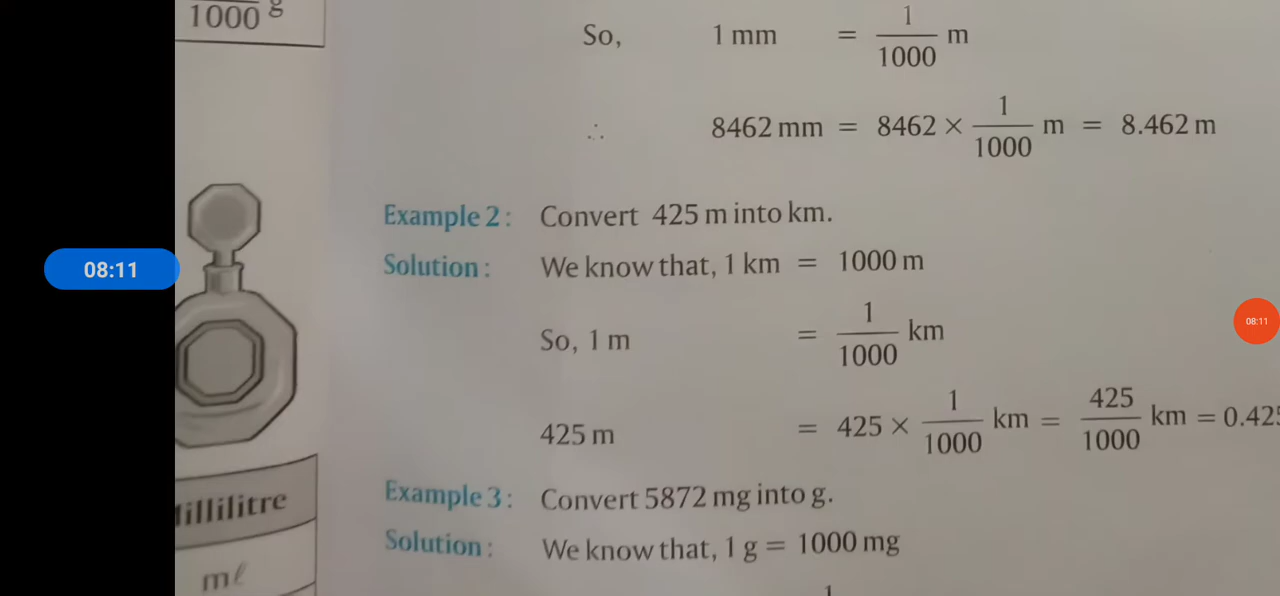 1000 g
So, 1 mm = 1/1000 m
∴ 8462 mm = 8462 × 1/1000 m = 8.462 m
Example 2 : Convert 425 m into km.
Solution : We know that, 1 km = 1000 m
08:11
08:11
So, 1 m = 1/1000 km
425 m = 425 × 1/1000 km = 425/1000 km = 0.425
Example 3 : Convert 5872 mg into g.
Solution : We know that, 1 g = 1000 mg
1
illilitre
mℓ